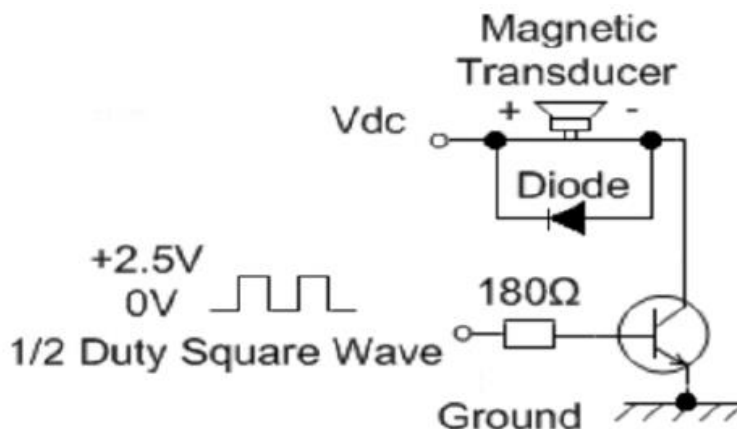 Magnetic
Transducer
+ -
Vdc
Diode
+2.5V
0V
180Ω
1/2 Duty Square Wave
Ground